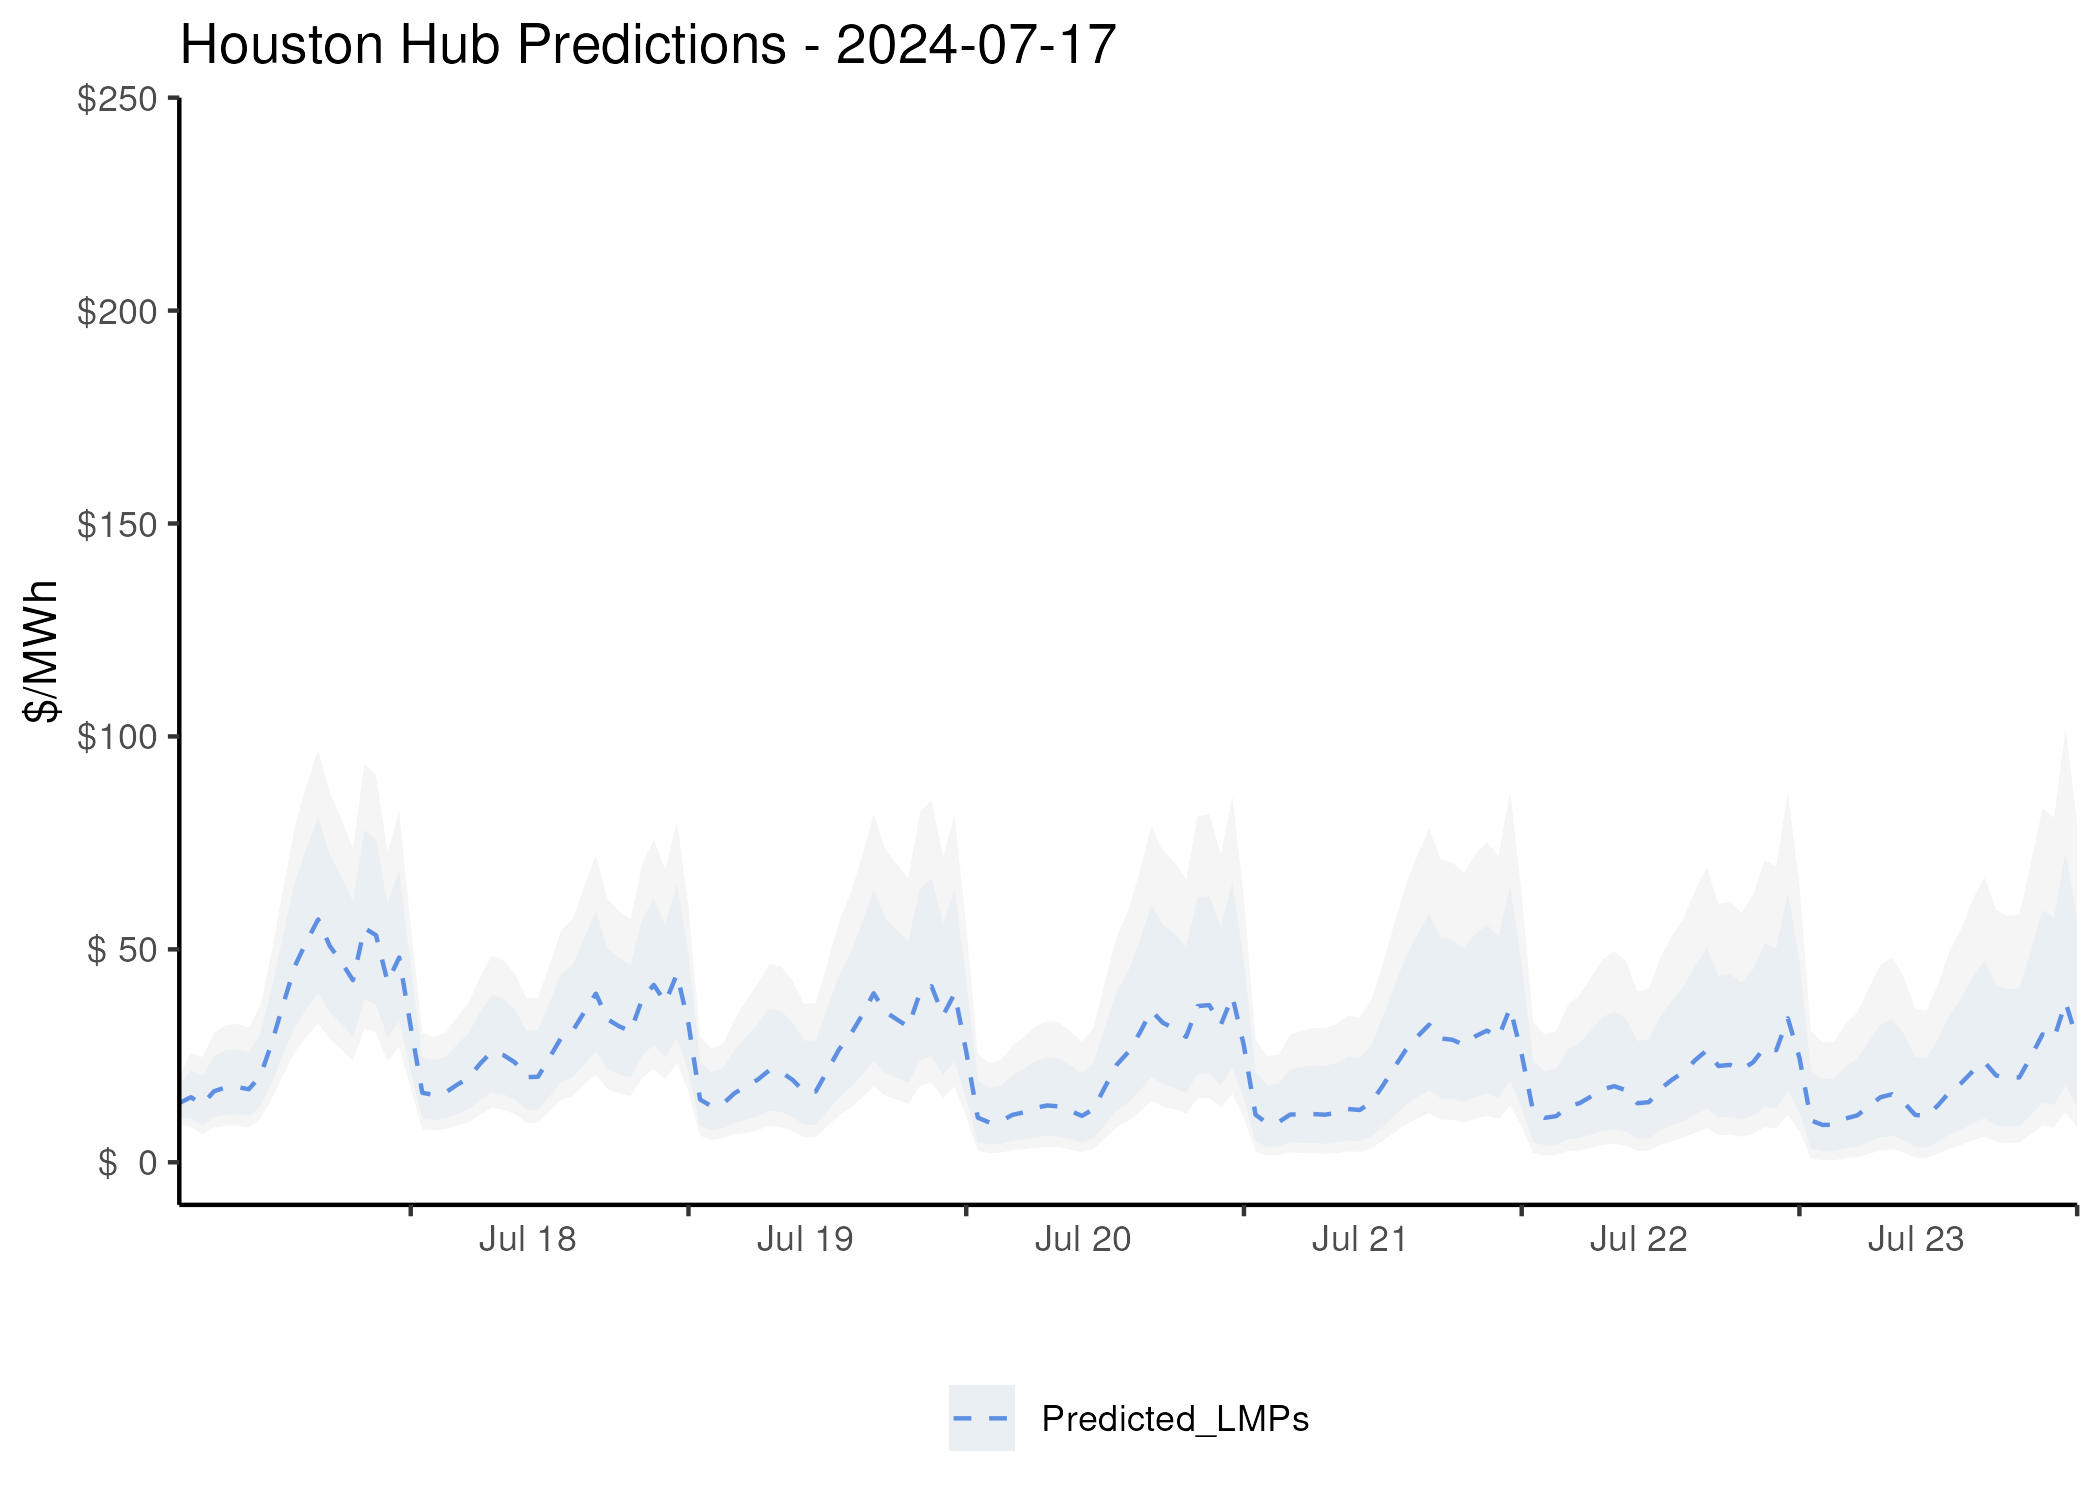 Houston Hub Predictions - 2024-07-17
$250
$200
$150
$100
$ 50
$ 0
$/MWh
Jul 18
Jul 19
Jul 20
Jul 21
Jul 22
Jul 23
Predicted_LMPs